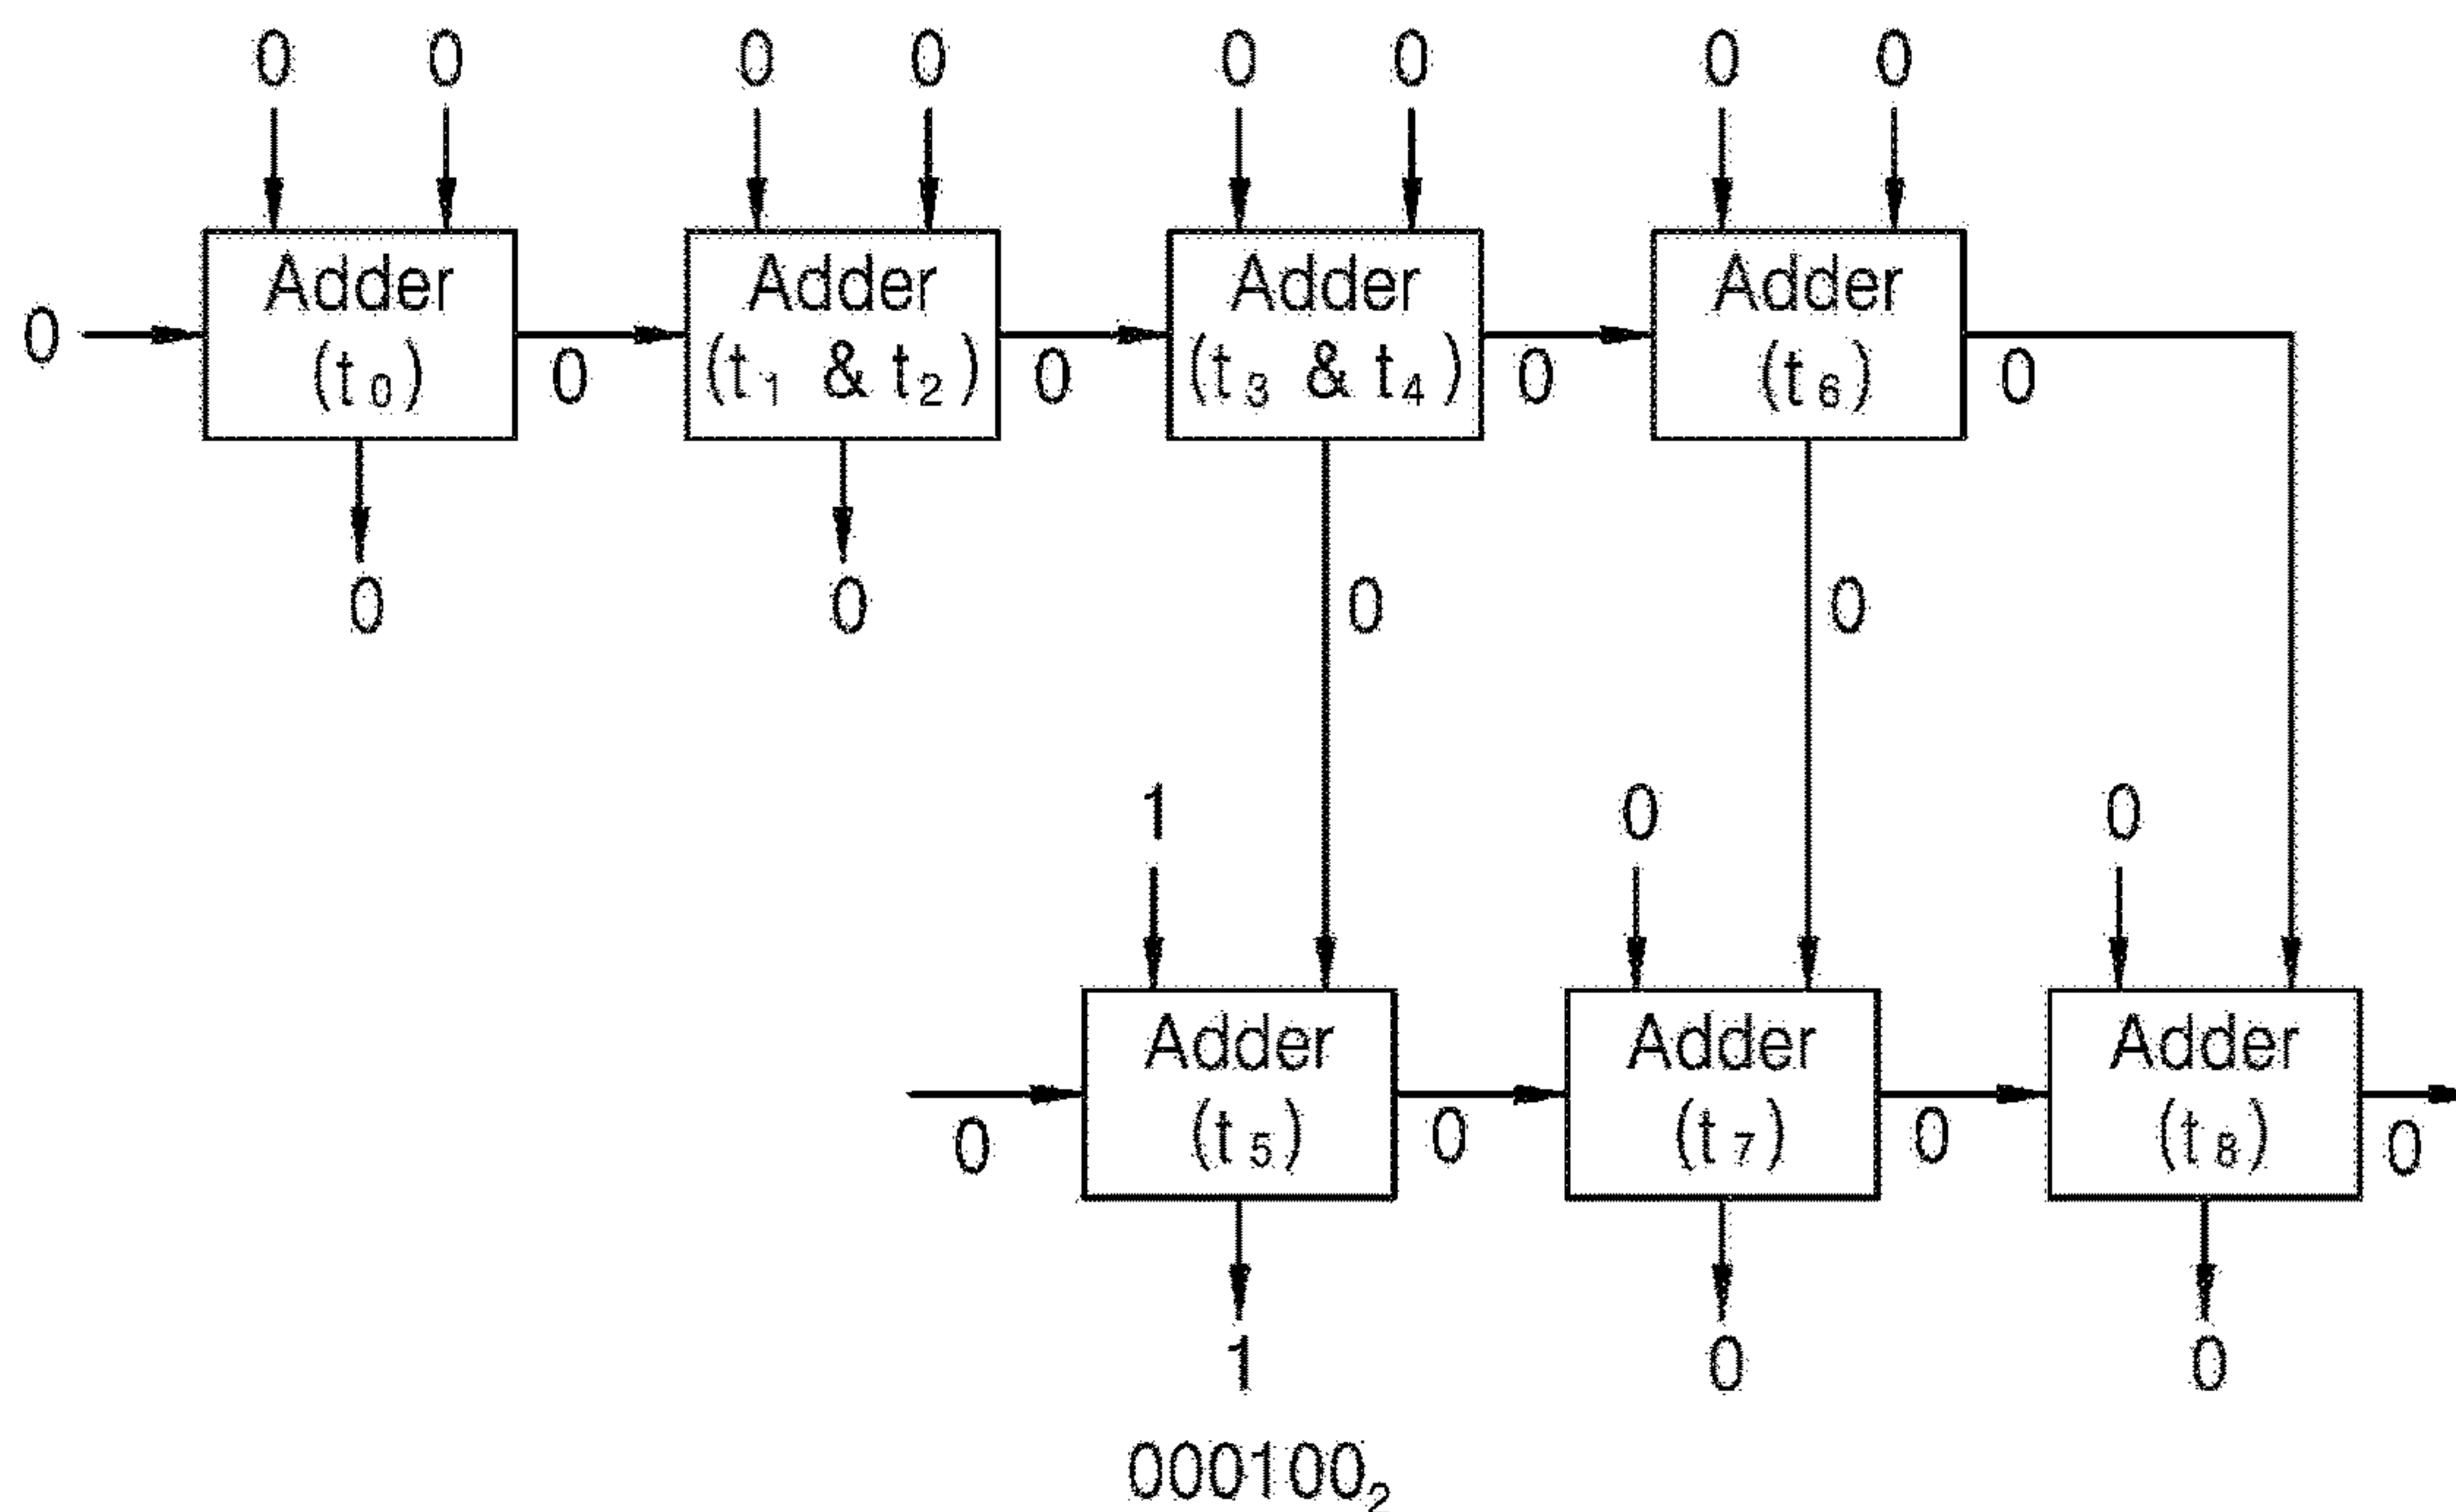 0 0 0 0 0 0 0 0
Adder Adder Adder Adder
0 (t₀) 0 (t₁ & t₂) 0 (t₃ & t₄) 0 (t₆) 0
0 0 0 0
1 0 0
Adder Adder Adder
0 (t₅) 0 (t₇) 0 (t₈) 0
1 0 0
000100₂